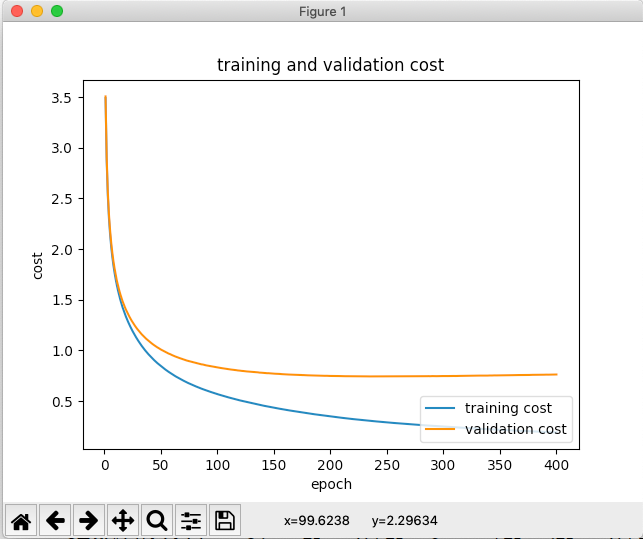 Figure 1
training and validation cost
3.5
3.0
2.5
2.0
1.5
1.0
0.5
cost
training cost
validation cost
0 50 100 150 200 250 300 350 400
epoch
x=99.6238 y=2.29634